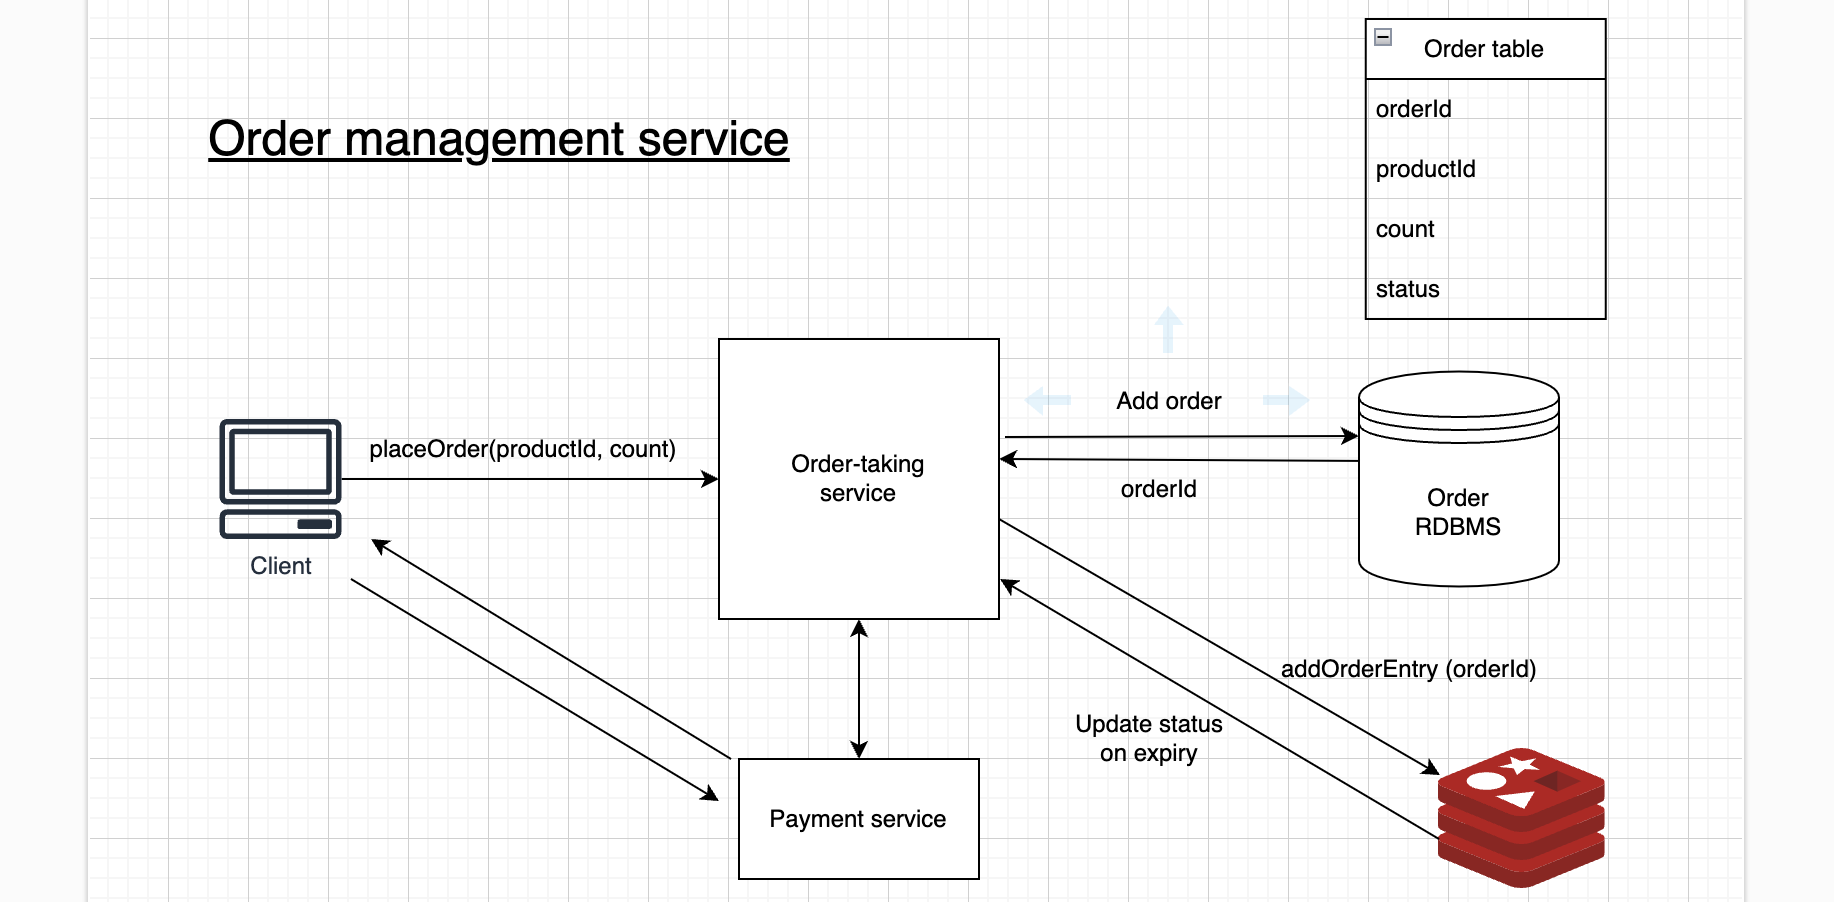 Order management service
Order table
orderId
productId
count
status
placeOrder(productId, count)
Client
Order-taking
service
Add order
orderId
Order
RDBMS
addOrderEntry (orderId)
Update status
on expiry
Payment service